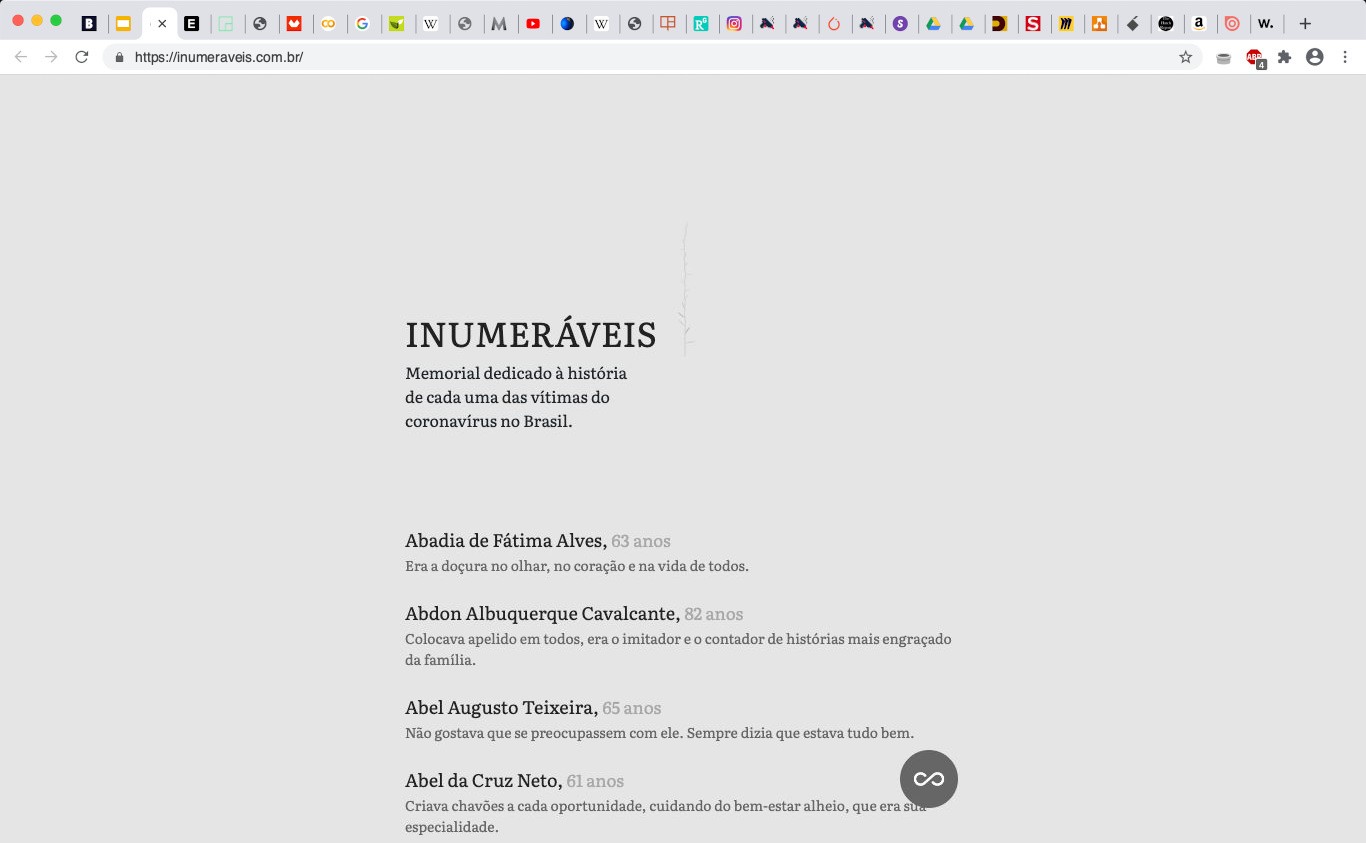 https://inumeraveis.com.br/
4
INUMERÁVEIS
Memorial dedicado à história
de cada uma das vítimas do
coronavírus no Brasil.
Abadia de Fátima Alves, 63 anos
Era a doçura no olhar, no coração e na vida de todos.
Abdon Albuquerque Cavalcante, 82 anos
Colocava apelido em todos, era o imitador e o contador de histórias mais engraçado
da família.
Abel Augusto Teixeira, 65 anos
Não gostava que se preocupassem com ele. Sempre dizia que estava tudo bem.
Abel da Cruz Neto, 61 anos
Criava chavões a cada oportunidade, cuidando do bem-estar alheio, que era sua
especialidade.